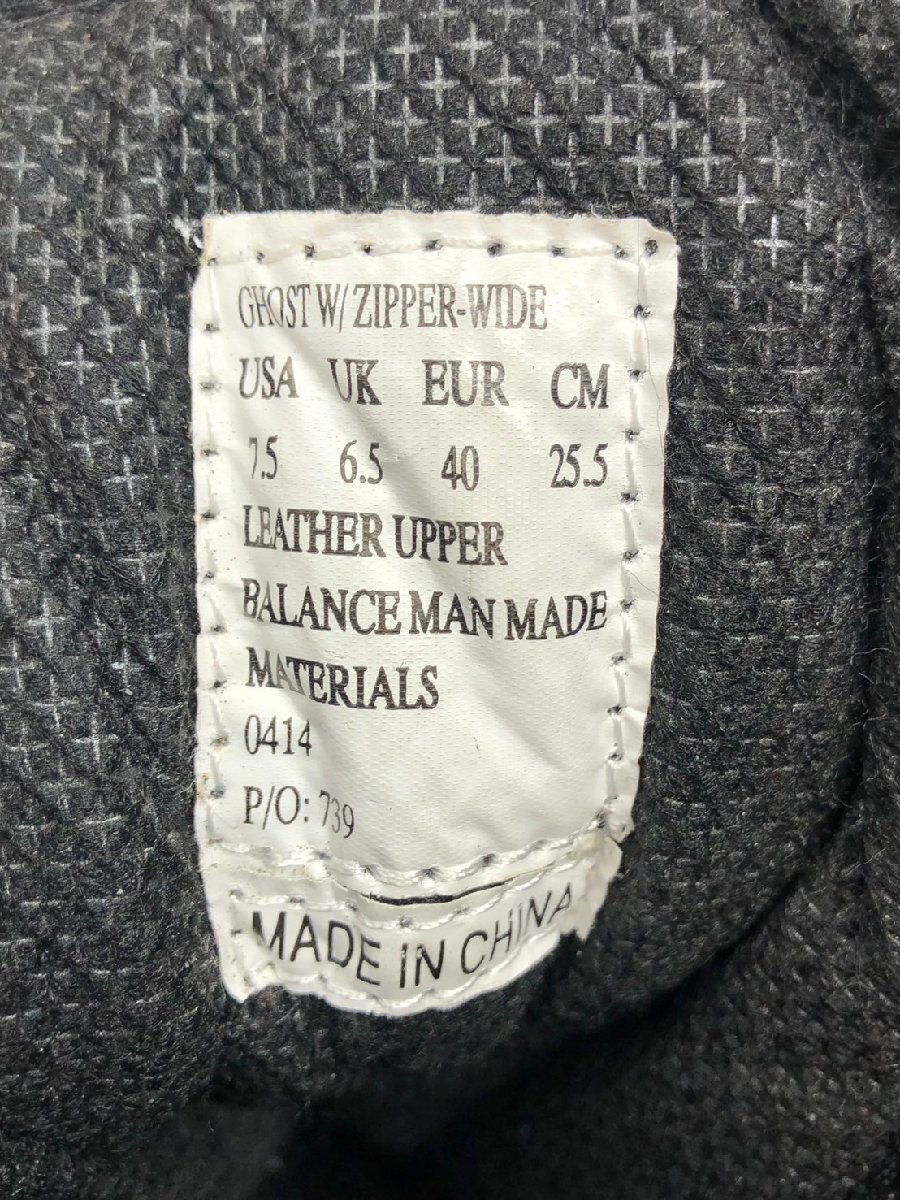 GHOST W/ ZIPPER-WIDE
USA UK EUR CM
7.5 6.5 40 25.5
LEATHER UPPER
BALANCE MAN MADE
MATERIALS
0414
P/O: 739
MADE IN CHINA